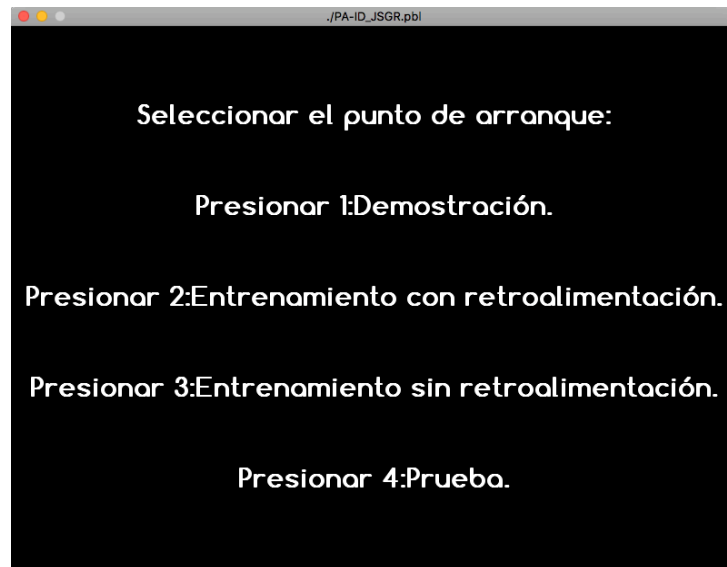 ./PA-ID_JSGR.pbl
Seleccionar el punto de arranque:
Presionar 1:Demostración.
Presionar 2:Entrenamiento con retroalimentación.
Presionar 3:Entrenamiento sin retroalimentación.
Presionar 4:Prueba.